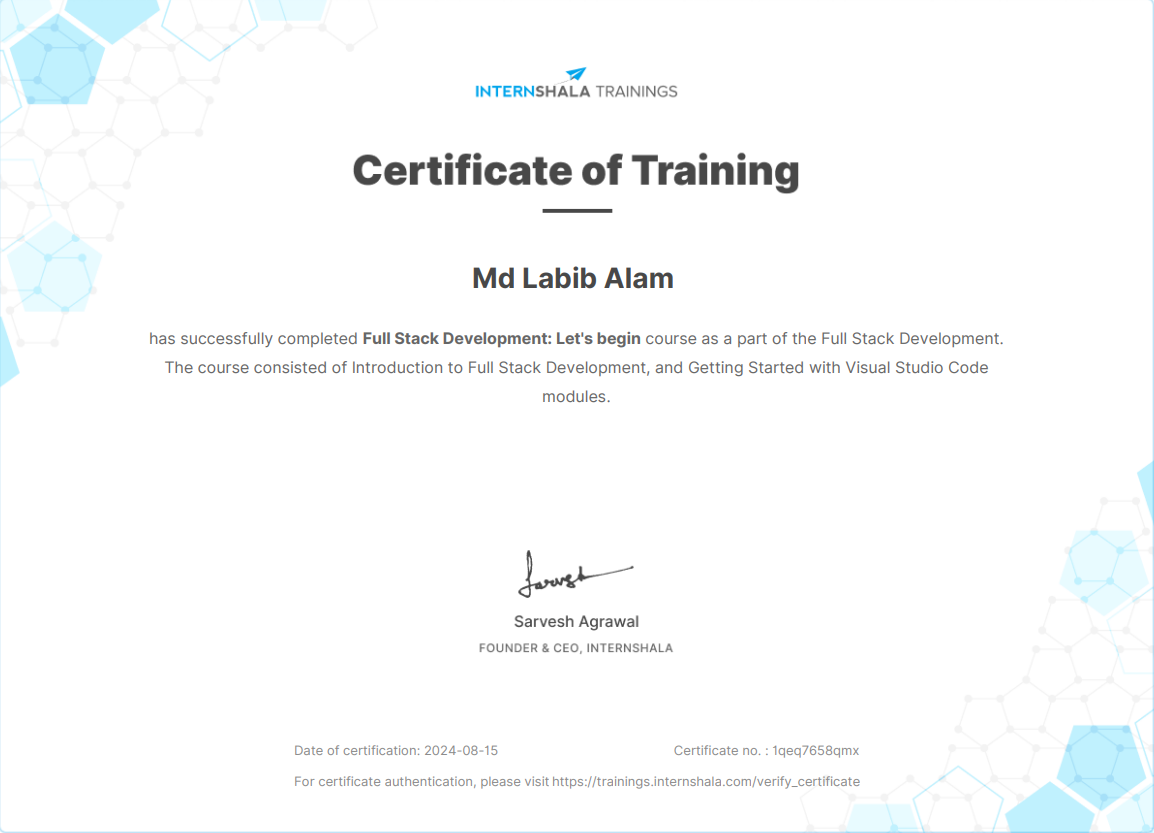 INTERNSHALA TRAININGS
Certificate of Training
Md Labib Alam
has successfully completed Full Stack Development: Let's begin course as a part of the Full Stack Development.
The course consisted of Introduction to Full Stack Development, and Getting Started with Visual Studio Code
modules.
Sarvesh
Sarvesh Agrawal
FOUNDER & CEO, INTERNSHALA
Date of certification: 2024-08-15 Certificate no. : 1qeq7658qmx
For certificate authentication, please visit https://trainings.internshala.com/verify_certificate